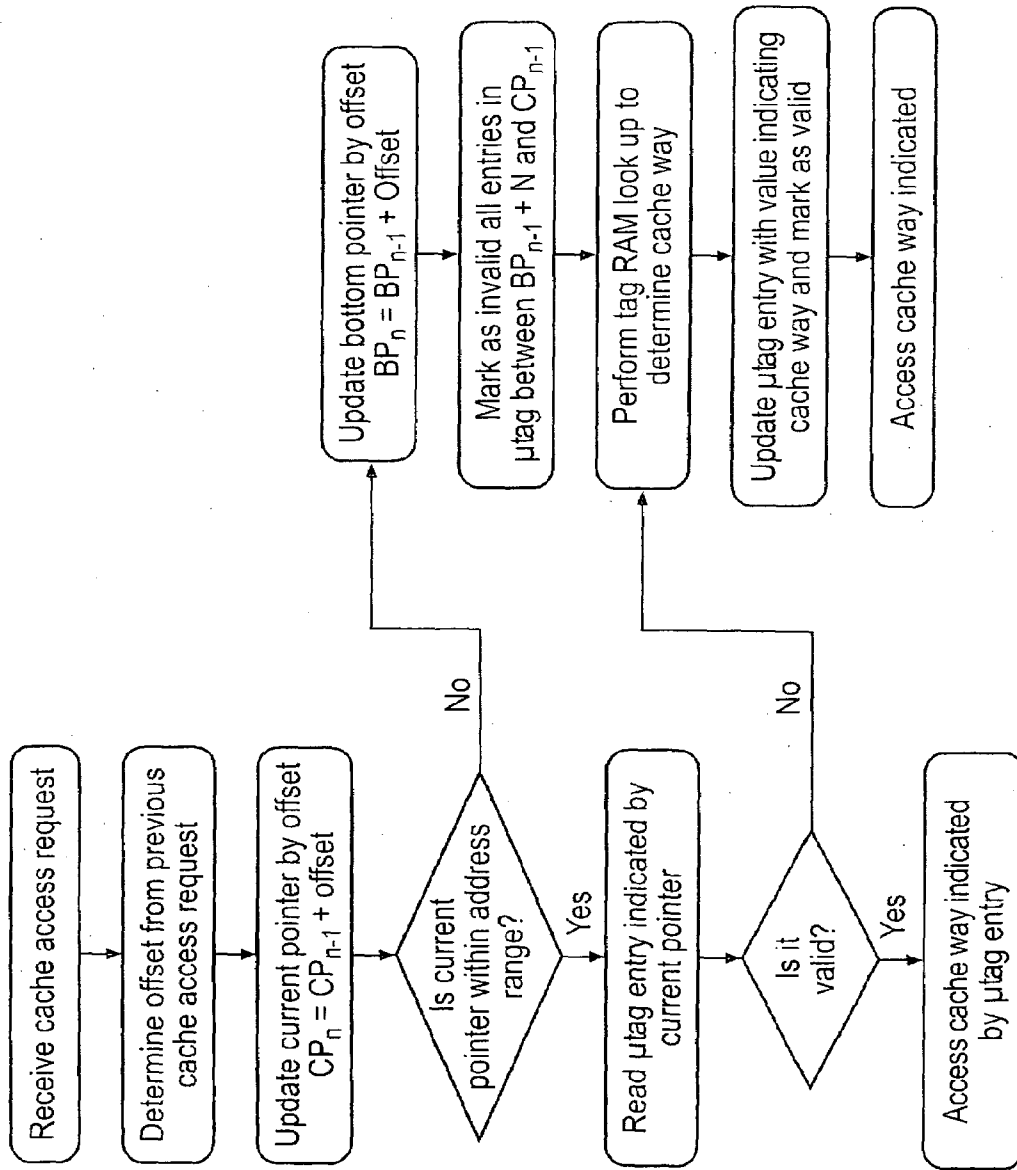 Receive cache access request
Determine offset from previous
cache access request
Update current pointer by offset
CPₙ = CPₙ₋₁ + offset
Is current
pointer within address
range?
No
Yes
Read µtag entry indicated by
current pointer
Is it
valid?
No
Yes
Access cache way indicated
by µtag entry
Update bottom pointer by offset
BPₙ = BPₙ₋₁ + Offset
Mark as invalid all entries in
µtag between BPₙ₋₁ + N and CPₙ₋₁
Perform tag RAM look up to
determine cache way
Update µtag entry with value indicating
cache way and mark as valid
Access cache way indicated